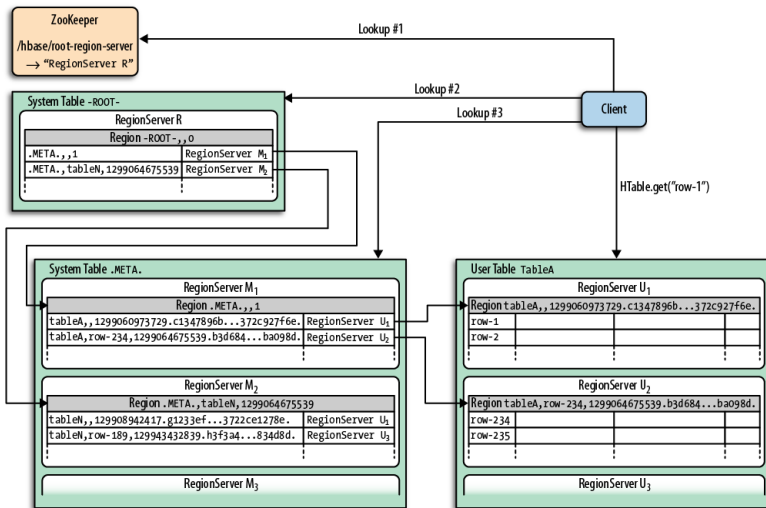 ZooKeeper
/hbase/root-region-server
→ "RegionServer R"
Lookup #1
Lookup #2
Lookup #3
Client
HTable.get("row-1")
System Table -ROOT-
RegionServer R
Region -ROOT-,,0
.META.,,1 RegionServer M1
.META.,tableN,1299064675539 RegionServer M2
System Table .META.
RegionServer M1
Region .META.,,1
tableA,,1299060973729.c1347896b...372c927f6e. RegionServer U1
tableA,row-234,1299064675539.b3d684...ba098d. RegionServer U2
RegionServer M2
Region .META.,tableN,1299064675539
tableN,,129908942417.g1233ef...3722ce1278e. RegionServer U1
tableN,row-189,129943432839.h3f3a4...834d8d. RegionServer U3
RegionServer M3
User Table TableA
RegionServer U1
Region tableA,,1299060973729.c1347896b...372c927f6e.
row-1
row-2
RegionServer U2
Region tableA,row-234,1299064675539.b3d684...ba098d.
row-234
row-235
RegionServer U3